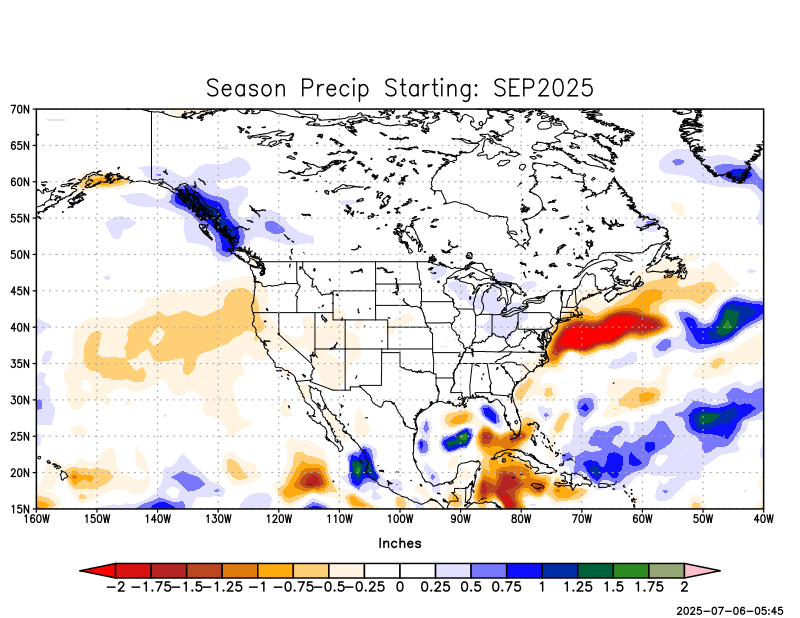 Season Precip Starting: SEP2025
70N
65N
60N
55N
50N
45N
40N
35N
30N
25N
20N
15N
160W 150W 140W 130W 120W 110W 100W 90W 80W 70W 60W 50W 40W
Inches
-2 -1.75 -1.5 -1.25 -1 -0.75 -0.5 -0.25 0 0.25 0.5 0.75 1 1.25 1.5 1.75 2
2025-07-06-05:45